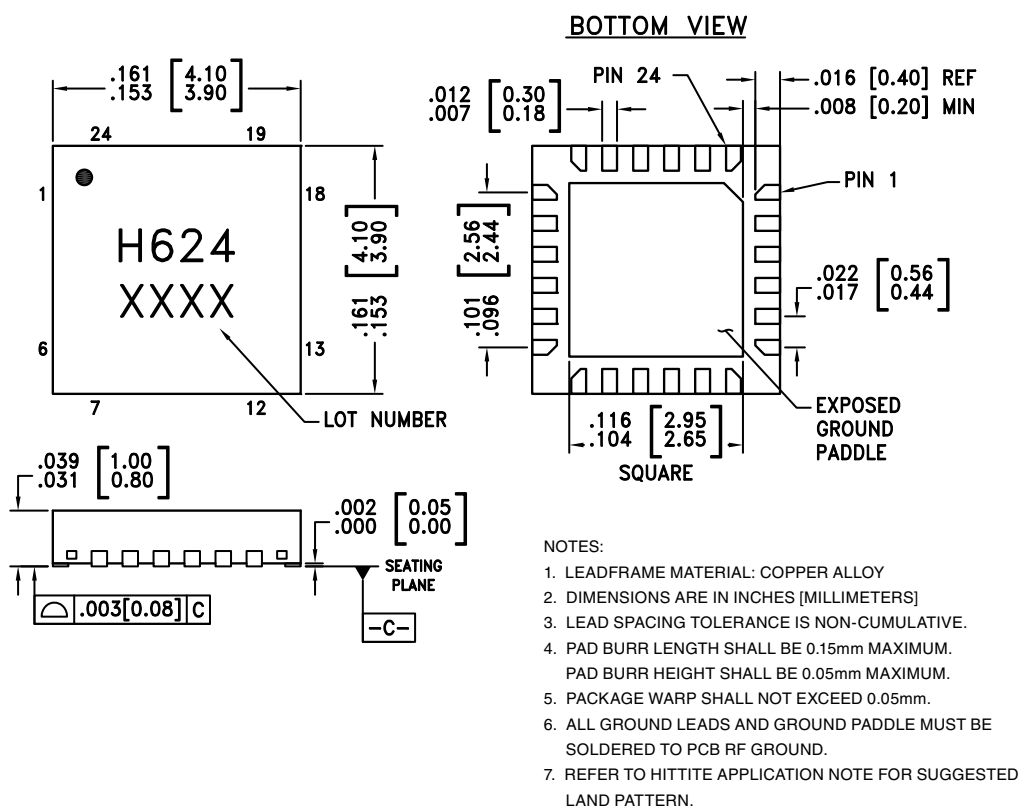 BOTTOM VIEW
.161 [4.10]
.153 [3.90]
24 19
1 18
H624
XXXX
6 13
7 12
LOT NUMBER
.161 [4.10]
.153 [3.90]
.012 [0.30]
.007 [0.18]
PIN 24
.016 [0.40] REF
.008 [0.20] MIN
PIN 1
.101 [2.56]
.096 [2.44]
.022 [0.56]
.017 [0.44]
.116 [2.95]
.104 [2.65]
SQUARE
EXPOSED
GROUND
PADDLE
.039 [1.00]
.031 [0.80]
.002 [0.05]
.000 [0.00]
SEATING
PLANE
.003[0.08] C
-C-
NOTES:
1. LEADFRAME MATERIAL: COPPER ALLOY
2. DIMENSIONS ARE IN INCHES [MILLIMETERS]
3. LEAD SPACING TOLERANCE IS NON-CUMULATIVE.
4. PAD BURR LENGTH SHALL BE 0.15mm MAXIMUM.
PAD BURR HEIGHT SHALL BE 0.05mm MAXIMUM.
5. PACKAGE WARP SHALL NOT EXCEED 0.05mm.
6. ALL GROUND LEADS AND GROUND PADDLE MUST BE
SOLDERED TO PCB RF GROUND.
7. REFER TO HITTITE APPLICATION NOTE FOR SUGGESTED
LAND PATTERN.